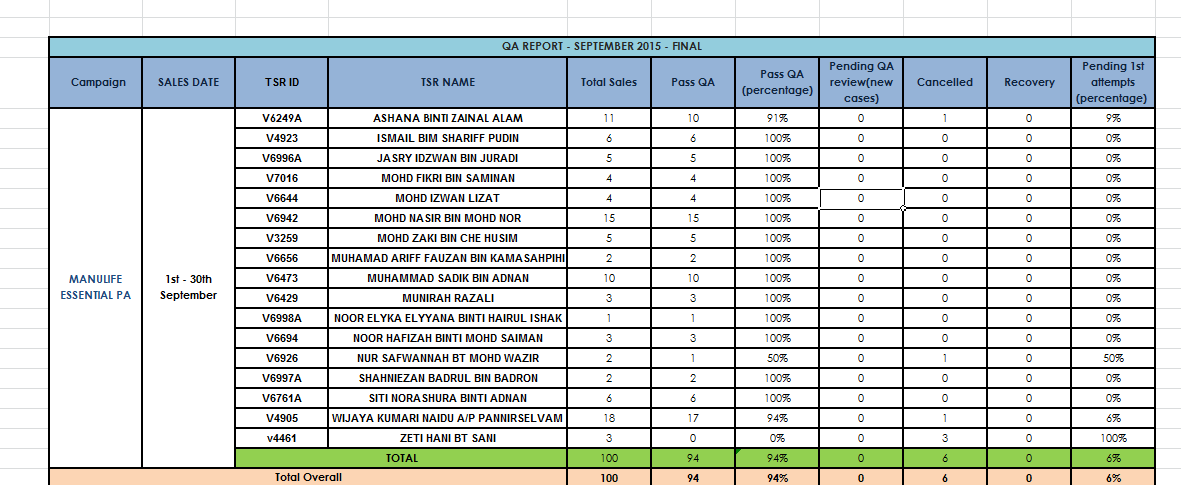 QA REPORT - SEPTEMBER 2015 - FINAL
Campaign SALES DATE TSR ID TSR NAME Total Sales Pass QA Pass QA (percentage) Pending QA review(new cases) Cancelled Recovery Pending 1st attempts (percentage)
MANULIFE ESSENTIAL PA
1st - 30th September
V6249A ASHANA BINTI ZAINAL ALAM 11 10 91% 0 1 0 9%
V4923 ISMAIL BIM SHARIFF PUDIN 6 6 100% 0 0 0 0%
V6996A JASRY IDZWAN BIN JURADI 5 5 100% 0 0 0 0%
V7016 MOHD FIKRI BIN SAMINAN 4 4 100% 0 0 0 0%
V6644 MOHD IZWAN LIZAT 4 4 100% 0 0 0 0%
V6942 MOHD NASIR BIN MOHD NOR 15 15 100% 0 0 0 0%
V3259 MOHD ZAKI BIN CHE HUSIM 5 5 100% 0 0 0 0%
V6656 MUHAMAD ARIFF FAUZAN BIN KAMASAHPIHI 2 2 100% 0 0 0 0%
V6473 MUHAMMAD SADIK BIN ADNAN 10 10 100% 0 0 0 0%
V6429 MUNIRAH RAZALI 3 3 100% 0 0 0 0%
V6998A NOOR ELYKA ELYYANA BINTI HAIRUL ISHAK 1 1 100% 0 0 0 0%
V6694 NOOR HAFIZAH BINTI MOHD SAIMAN 3 3 100% 0 0 0 0%
V6926 NUR SAFWANNAH BT MOHD WAZIR 2 1 50% 0 1 0 50%
V6997A SHAHNIEZAN BADRUL BIN BADRON 2 2 100% 0 0 0 0%
V6761A SITI NORASHURA BINTI ADNAN 6 6 100% 0 0 0 0%
V4905 WIJAYA KUMARI NAIDU A/P PANNIRSELVAM 18 17 94% 0 1 0 6%
v4461 ZETI HANI BT SANI 3 0 0% 0 3 0 100%
TOTAL 100 94 94% 0 6 0 6%
Total Overall 100 94 94% 0 6 0 6%